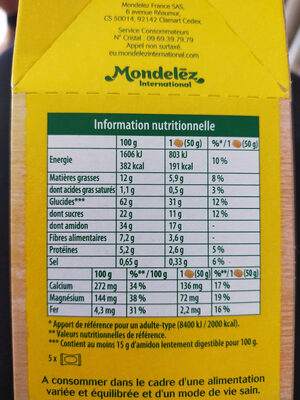 Mondelez France SAS,
6 avenue Réaumur,
CS 50014, 92142 Clamart Cedex.
Service Consommateurs
N° Cristal : 09.69.39.79.79
Appel non surtaxé.
eu.mondelezinternational.com
Mondelēz
International
Information nutritionnelle
100 g 1 (50 g) %*/1 (50 g)
Energie 1606 kJ 803 kJ 10 %
382 kcal 191 kcal
Matières grasses 12 g 5,9 g 8 %
dont acides gras saturés 1,1 g 0,5 g 3 %
Glucides*** 62 g 31 g 12 %
dont sucres 22 g 11 g 12 %
dont amidon 34 g 17 g -
Fibres alimentaires 7,2 g 3,6 g -
Protéines 5,2 g 2,6 g 5 %
Sel 0,65 g 0,33 g 6 %
100 g %** / 100 g 1 (50 g) %**/1 (50 g)
Calcium 272 mg 34 % 136 mg 17 %
Magnésium 144 mg 38 % 72 mg 19 %
Fer 4,3 mg 31 % 2,2 mg 16 %
* Apport de référence pour un adulte-type (8400 kJ / 2000 kcal).
** Valeurs nutritionnelles de référence.
*** Contient au moins 15 g d'amidon lentement digestible pour 100 g.
5 x
A consommer dans le cadre d'une alimentation
variée et équilibrée et d'un mode de vie sain.